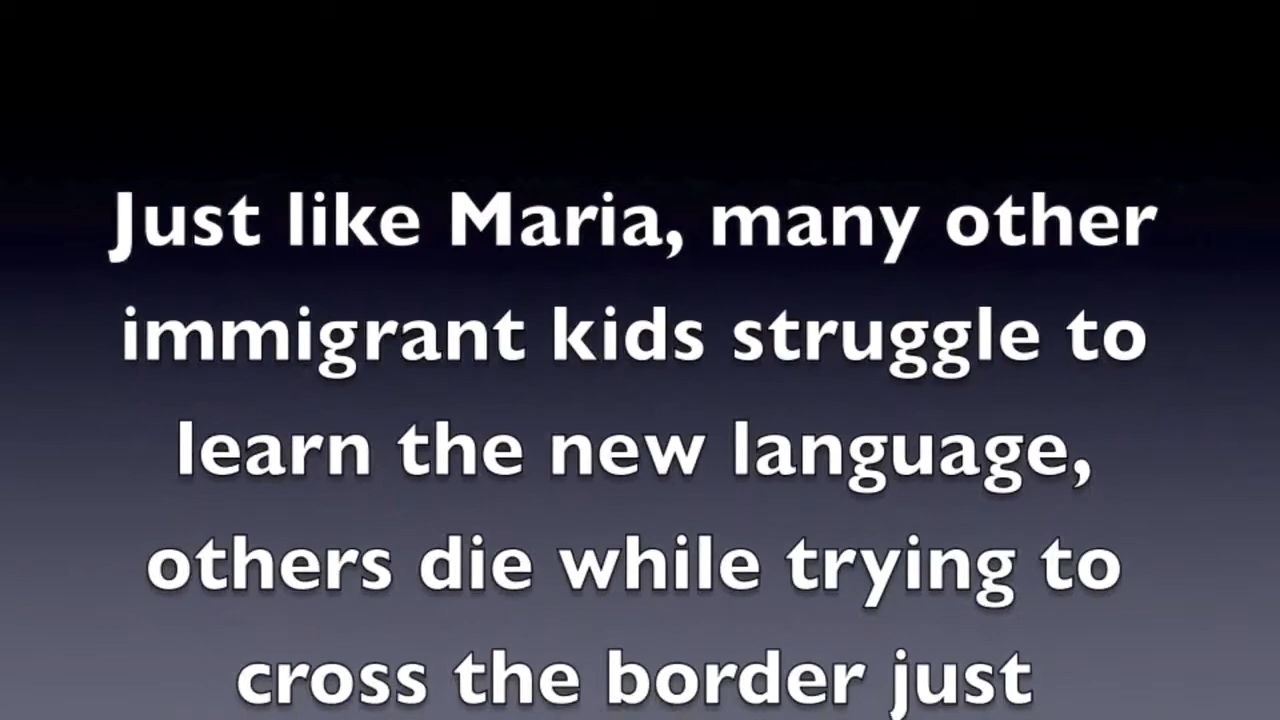 Just like Maria, many other
immigrant kids struggle to
learn the new language,
others die while trying to
cross the border just